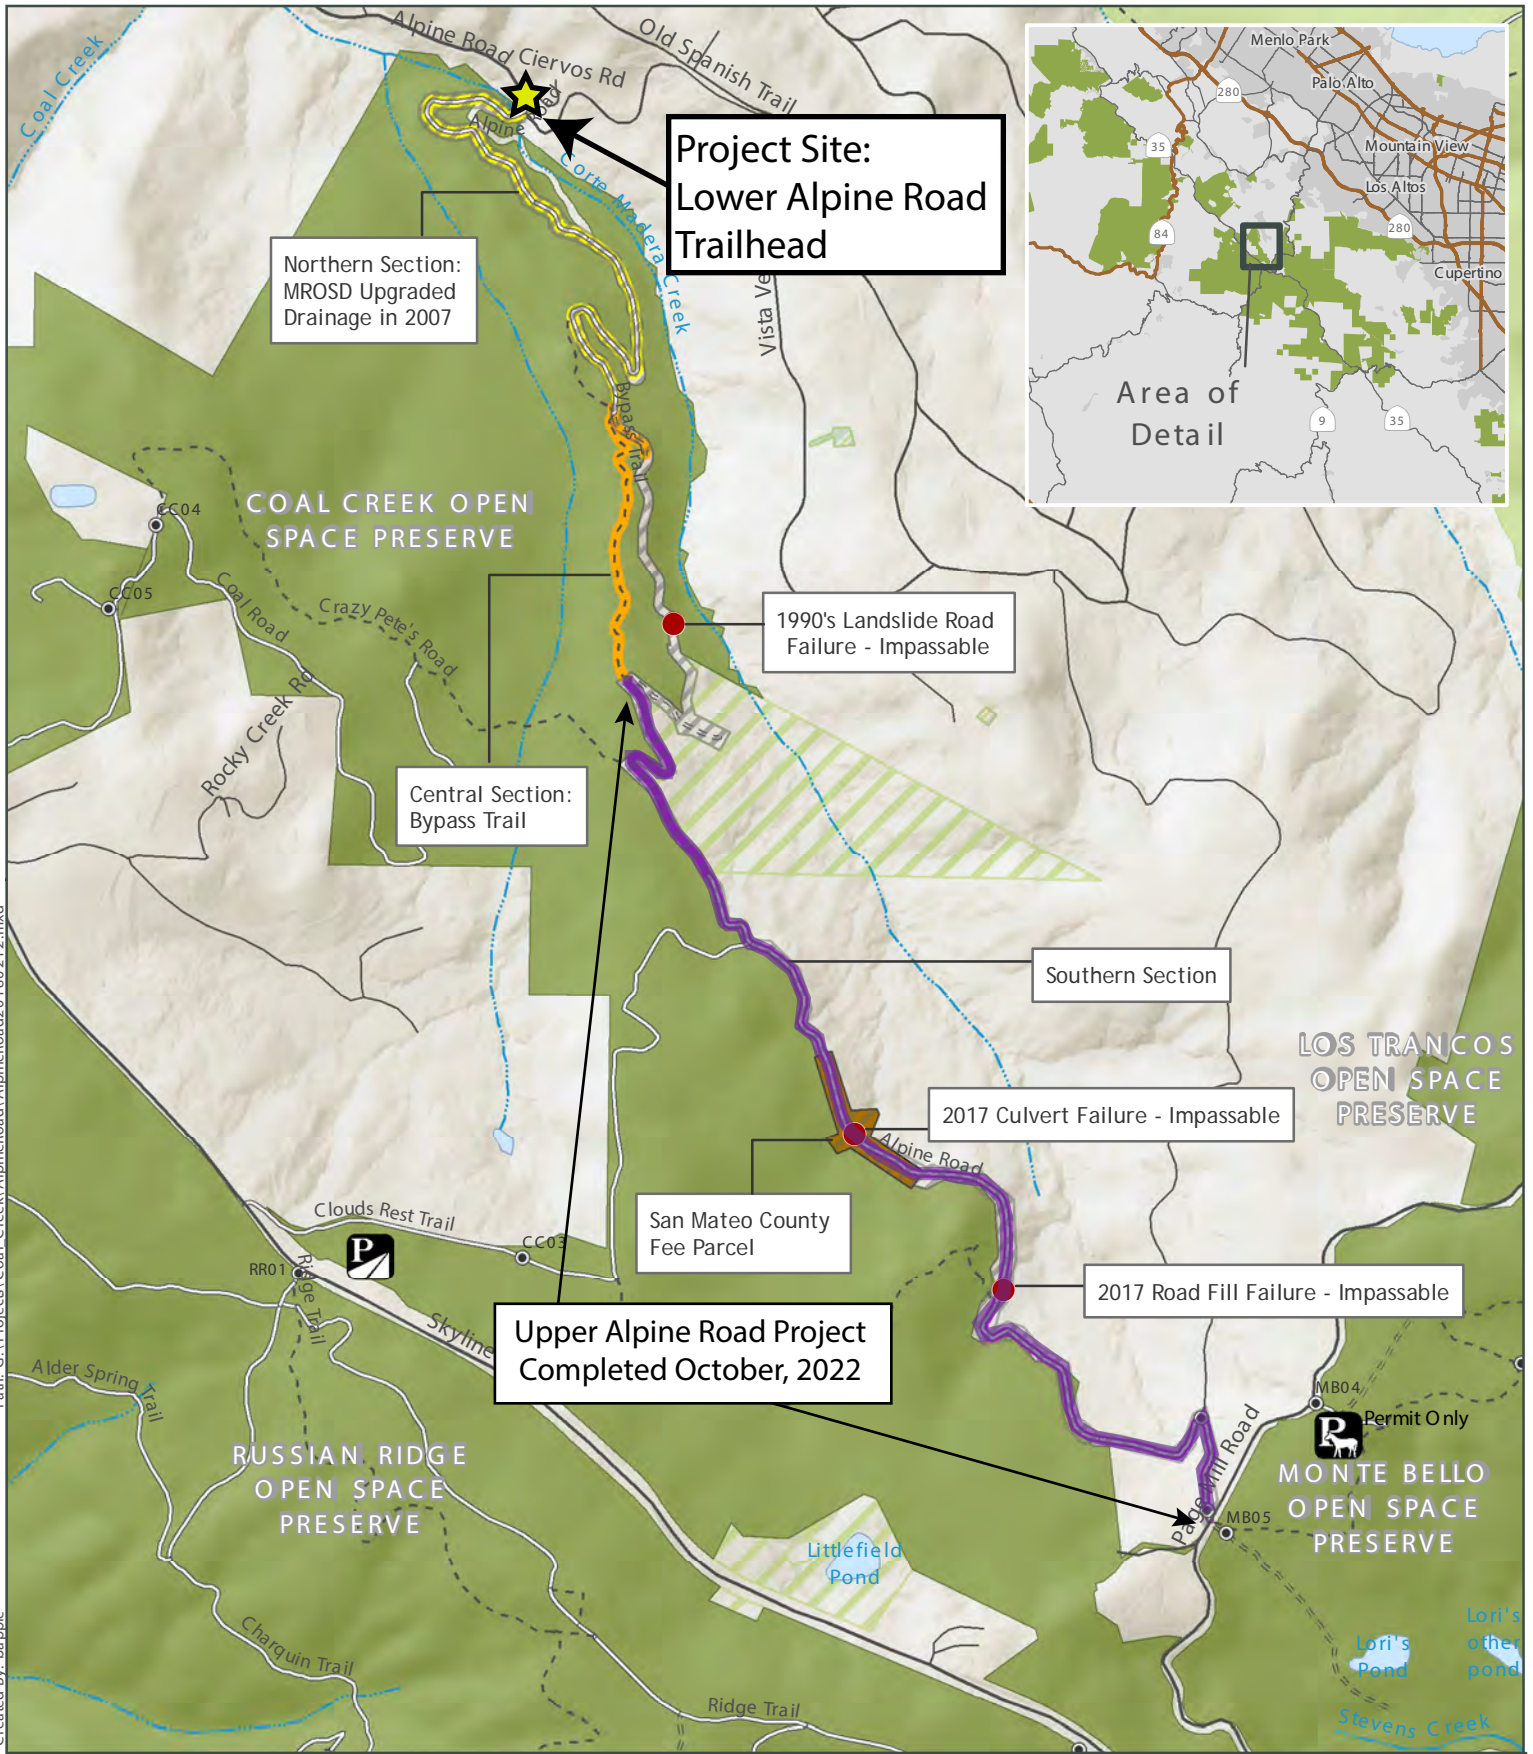 Alpine Road
Ciervos Rd
Old Spanish Trail
Coal Creek
Alpine Road
Corte Madera Creek
Project Site:
Lower Alpine Road
Trailhead
Menlo Park
280
Palo Alto
35
Mountain View
Los Altos
84
280
Cupertino
Area of
Detail
9
35
Northern Section:
MROSD Upgraded
Drainage in 2007
Bypass Trail
COAL CREEK OPEN
SPACE PRESERVE
CC04
CC05
Coal Road
Crazy Pete's Road
Rocky Creek Rd
1990's Landslide Road
Failure - Impassable
Central Section:
Bypass Trail
Southern Section
LOS TRANCOS
OPEN SPACE
PRESERVE
2017 Culvert Failure - Impassable
Alpine Road
San Mateo County
Fee Parcel
Clouds Rest Trail
CC03
P
RR01
Ridge Trail
2017 Road Fill Failure - Impassable
Skyline
Upper Alpine Road Project
Completed October, 2022
Alder Spring Trail
MB04
P
Permit Only
Page Mill Road
RUSSIAN RIDGE
OPEN SPACE
PRESERVE
MONTE BELLO
OPEN SPACE
PRESERVE
MB05
Littlefield
Pond
Charquin Trail
Ridge Trail
Lori's
Pond
Lori's
other
pond
Stevens Creek